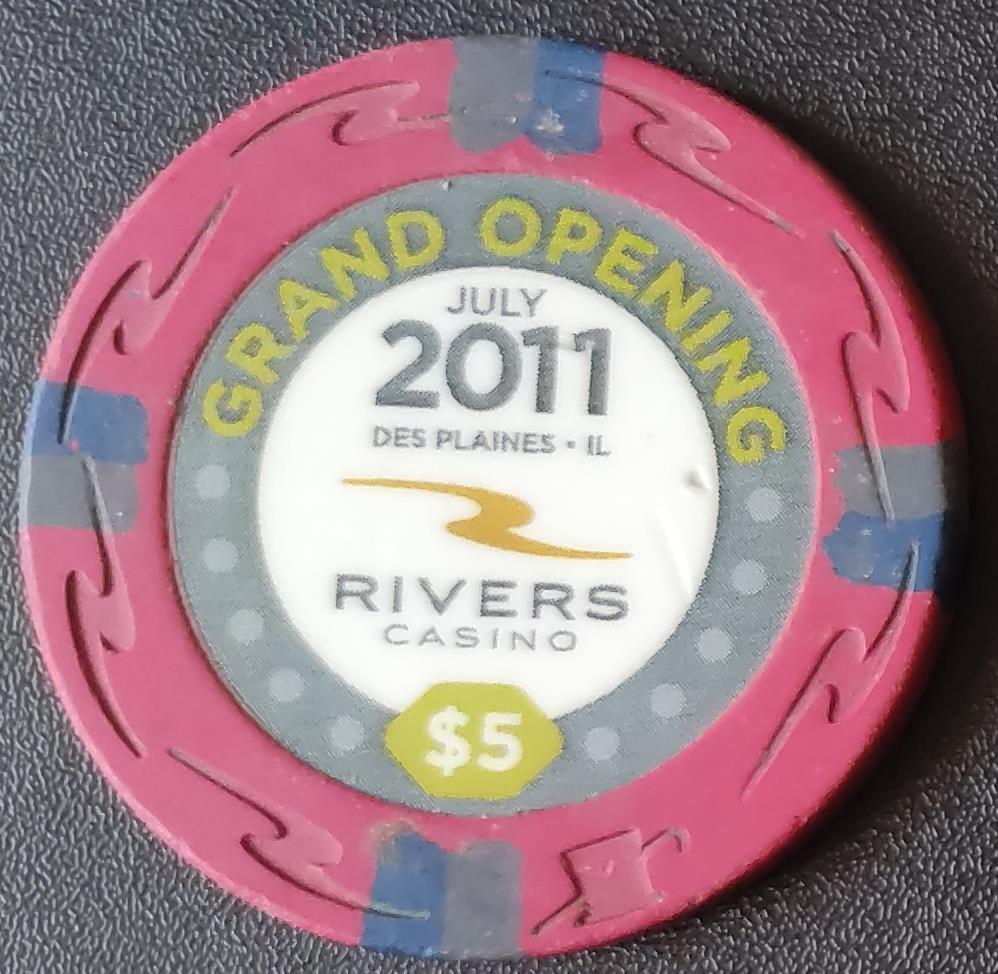 GRAND OPENING
JULY
2011
DES PLAINES • IL
RIVERS
CASINO
$5